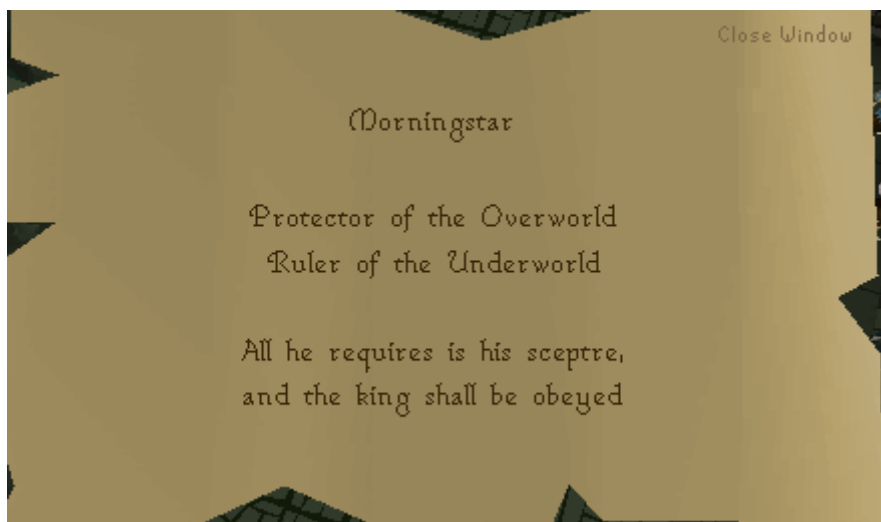 Close Window
Morningstar
Protector of the Overworld
Ruler of the Underworld
All he requires is his sceptre,
and the king shall be obeyed